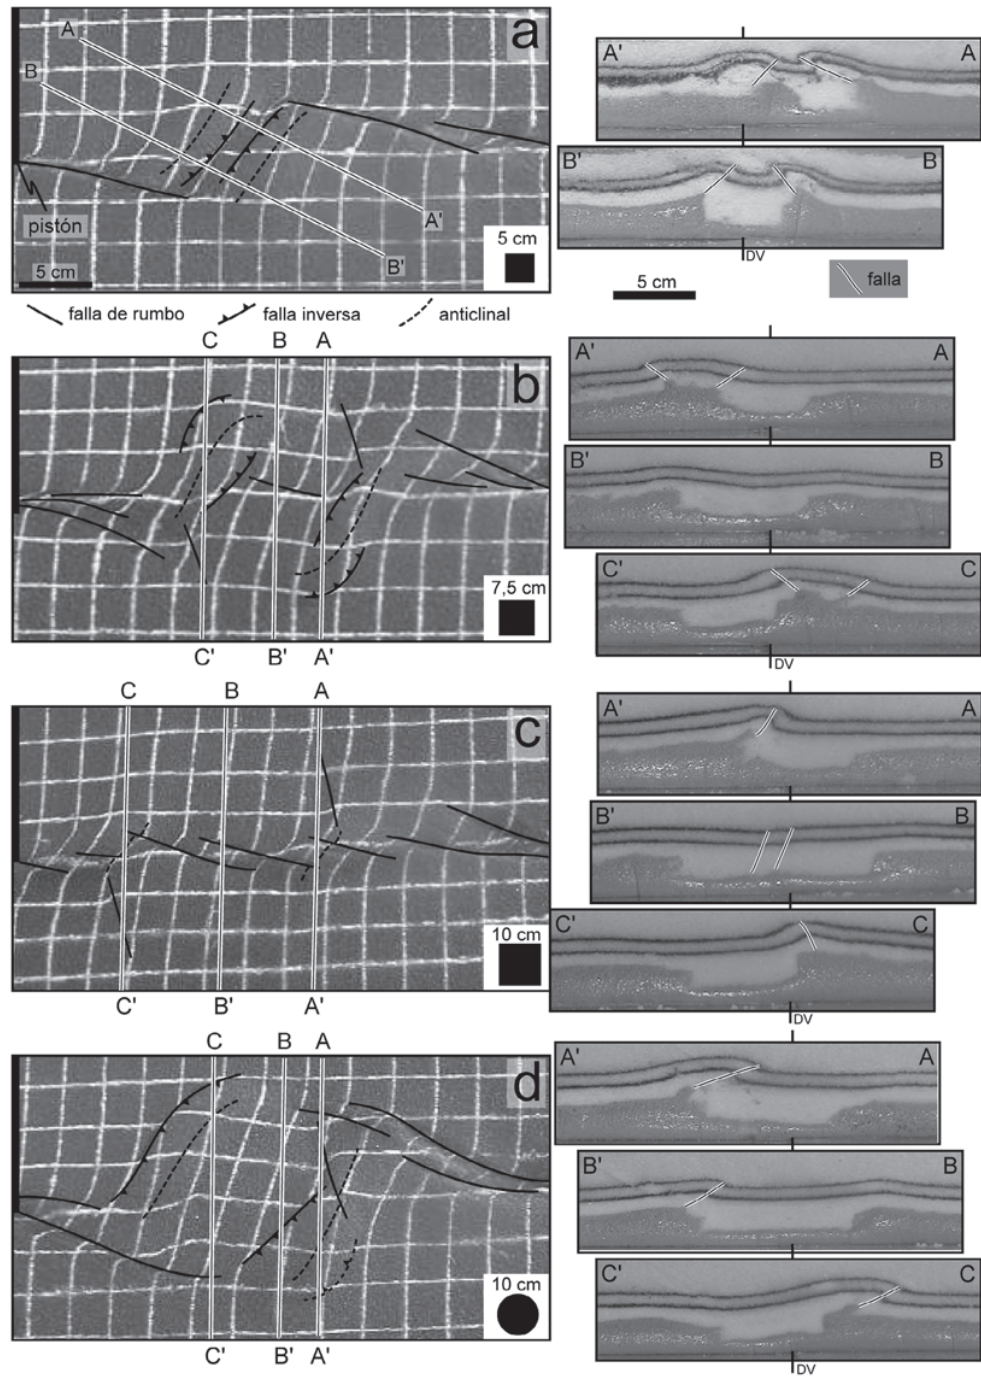 a
A
B
A'
B'
pistón
5 cm
5 cm
A' A
B' B
DV
5 cm
falla
falla de rumbo
falla inversa
anticlinal
C B A
b
7,5 cm
C' B' A'
A' A
B' B
C' C
DV
C B A
c
10 cm
C' B' A'
A' A
B' B
C' C
DV
C B A
d
10 cm
C' B' A'
A' A
B' B
C' C
DV